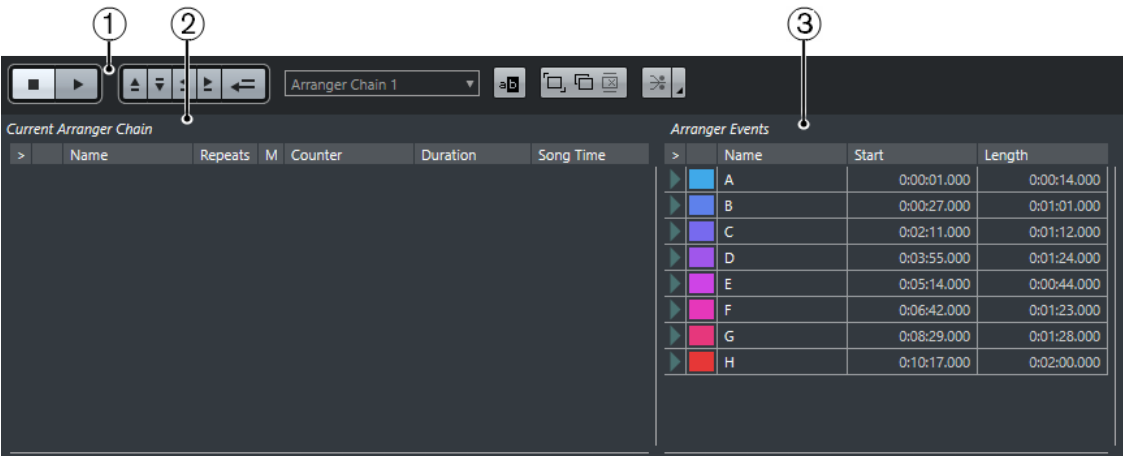 1 2 3
Arranger Chain 1 ab
Current Arranger Chain Arranger Events
> Name Repeats M Counter Duration Song Time > Name Start Length
A 0:00:01.000 0:00:14.000
B 0:00:27.000 0:01:01.000
C 0:02:11.000 0:01:12.000
D 0:03:55.000 0:01:24.000
E 0:05:14.000 0:00:44.000
F 0:06:42.000 0:01:23.000
G 0:08:29.000 0:01:28.000
H 0:10:17.000 0:02:00.000